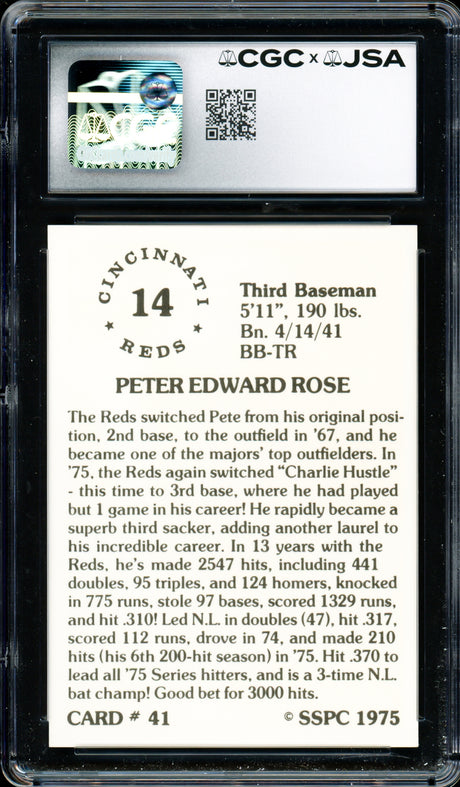 CGC x JSA
CGC
CINCINNATI
14
REDS
Third Baseman
5'11", 190 lbs.
Bn. 4/14/41
BB-TR
PETER EDWARD ROSE
The Reds switched Pete from his original posi-
tion, 2nd base, to the outfield in '67, and he
became one of the majors' top outfielders. In
'75, the Reds again switched "Charlie Hustle"
- this time to 3rd base, where he had played
but 1 game in his career! He rapidly became a
superb third sacker, adding another laurel to
his incredible career. In 13 years with the
Reds, he's made 2547 hits, including 441
doubles, 95 triples, and 124 homers, knocked
in 775 runs, stole 97 bases, scored 1329 runs,
and hit .310! Led N.L. in doubles (47), hit .317,
scored 112 runs, drove in 74, and made 210
hits (his 6th 200-hit season) in '75. Hit .370 to
lead all '75 Series hitters, and is a 3-time N.L.
bat champ! Good bet for 3000 hits.
CARD # 41
© SSPC 1975